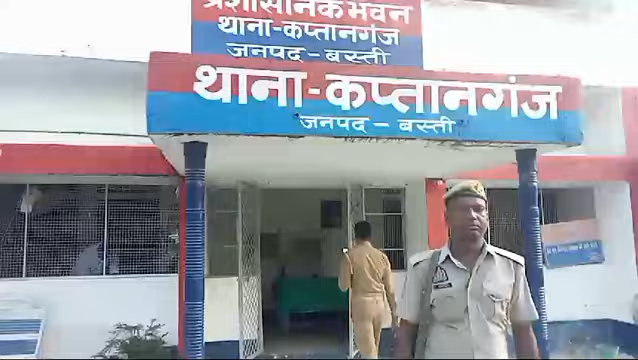 प्रशासनिक भवन
थाना-कप्तानगंज
जनपद-बस्ती
थाना-कप्तानगंज
जनपद – बस्ती